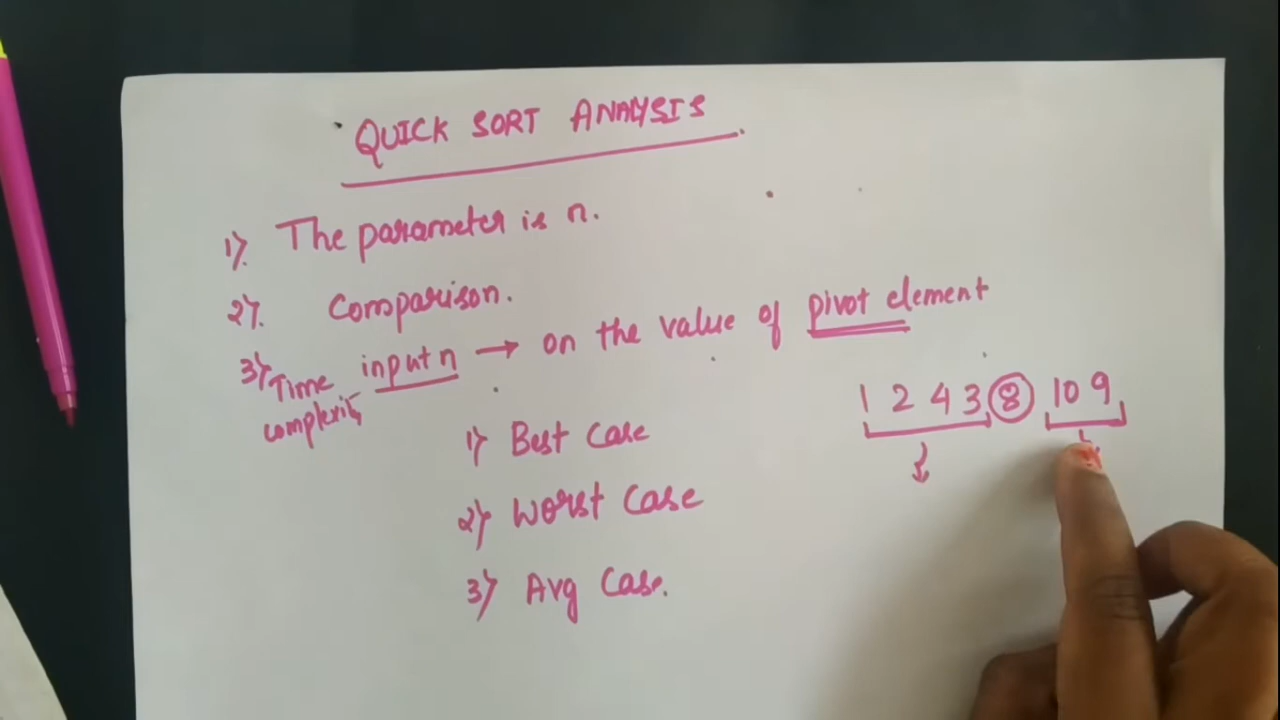 QUICK SORT ANALYSIS
1). The parameter is n.
2). Comparison.
3) Time complexity input n → on the value of pivot element
1 2 4 3 8 10 9
1) Best Case
2) Worst Case
3) Avg Case.